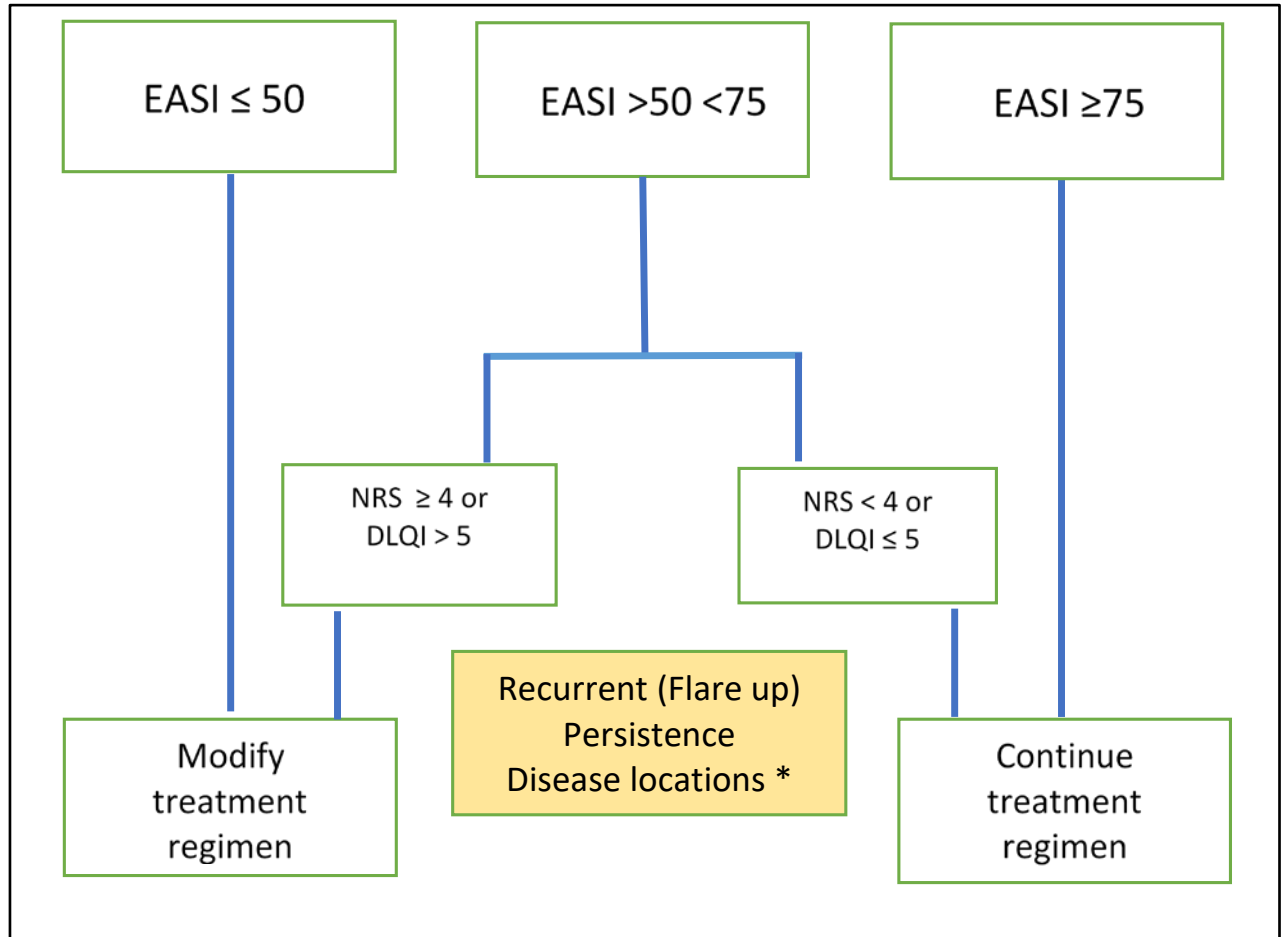 EASI ≤ 50
EASI >50 <75
EASI ≥75
NRS ≥ 4 or
DLQI > 5
NRS < 4 or
DLQI ≤ 5
Recurrent (Flare up)
Persistence
Disease locations *
Modify
treatment
regimen
Continue
treatment
regimen